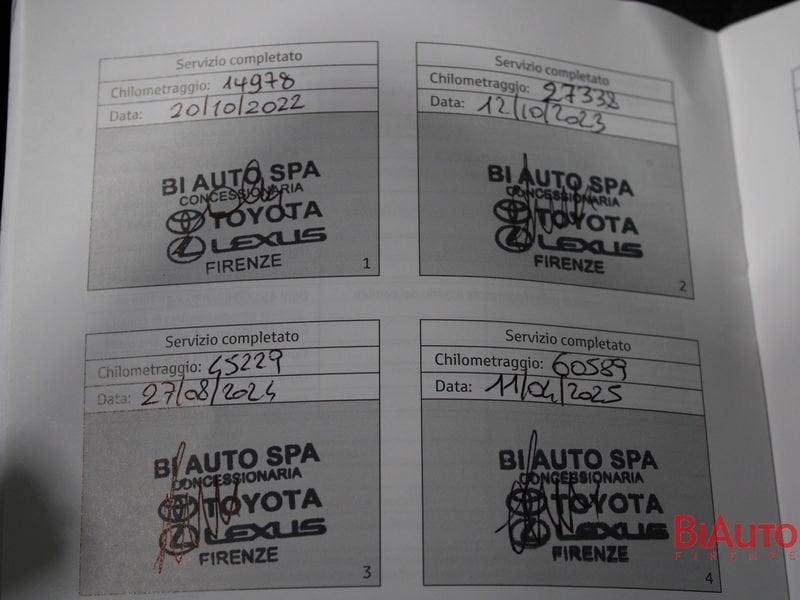 Servizio completato
Chilometraggio: 14978
Data: 20/10/2022
BI AUTO SPA
CONCESSIONARIA
TOYOTA
LEXUS
FIRENZE
1
Servizio completato
Chilometraggio: 27338
Data: 12/10/2023
BI AUTO SPA
CONCESSIONARIA
TOYOTA
LEXUS
FIRENZE
2
Servizio completato
Chilometraggio: 45229
Data: 27/08/2024
BI AUTO SPA
CONCESSIONARIA
TOYOTA
LEXUS
FIRENZE
3
Servizio completato
Chilometraggio: 60589
Data: 11/04/2025
BI AUTO SPA
CONCESSIONARIA
TOYOTA
LEXUS
FIRENZE
4
BIAUTO
FIRENZE